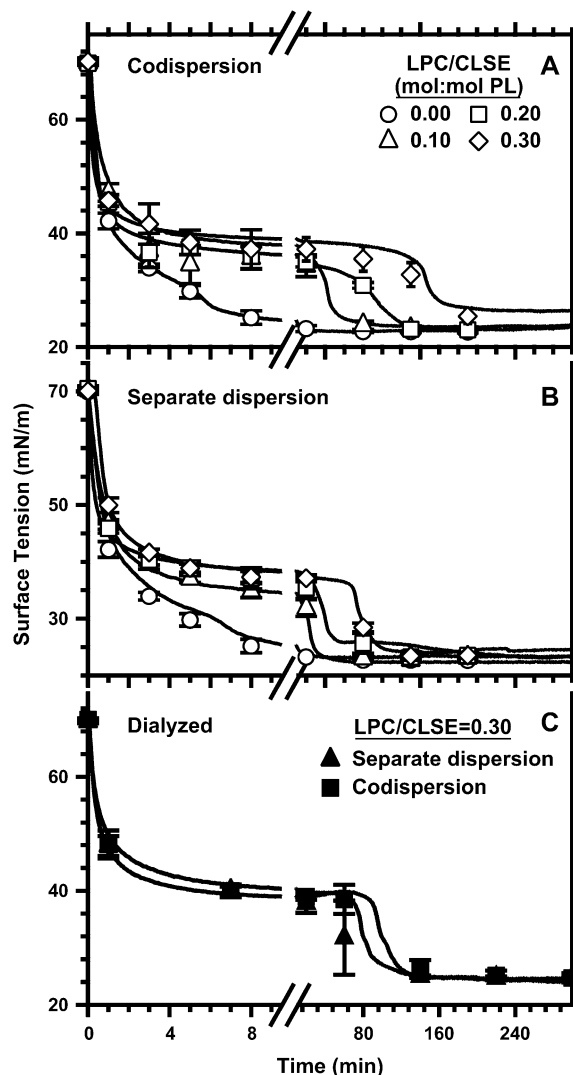 Codispersion
A
LPC/CLSE
(mol:mol PL)
0.00
0.20
0.10
0.30
60
40
20
Separate dispersion
B
70
50
30
Surface Tension (mN/m)
Dialyzed
LPC/CLSE=0.30
C
Separate dispersion
Codispersion
60
40
20
0 4 8 80 160 240
Time (min)